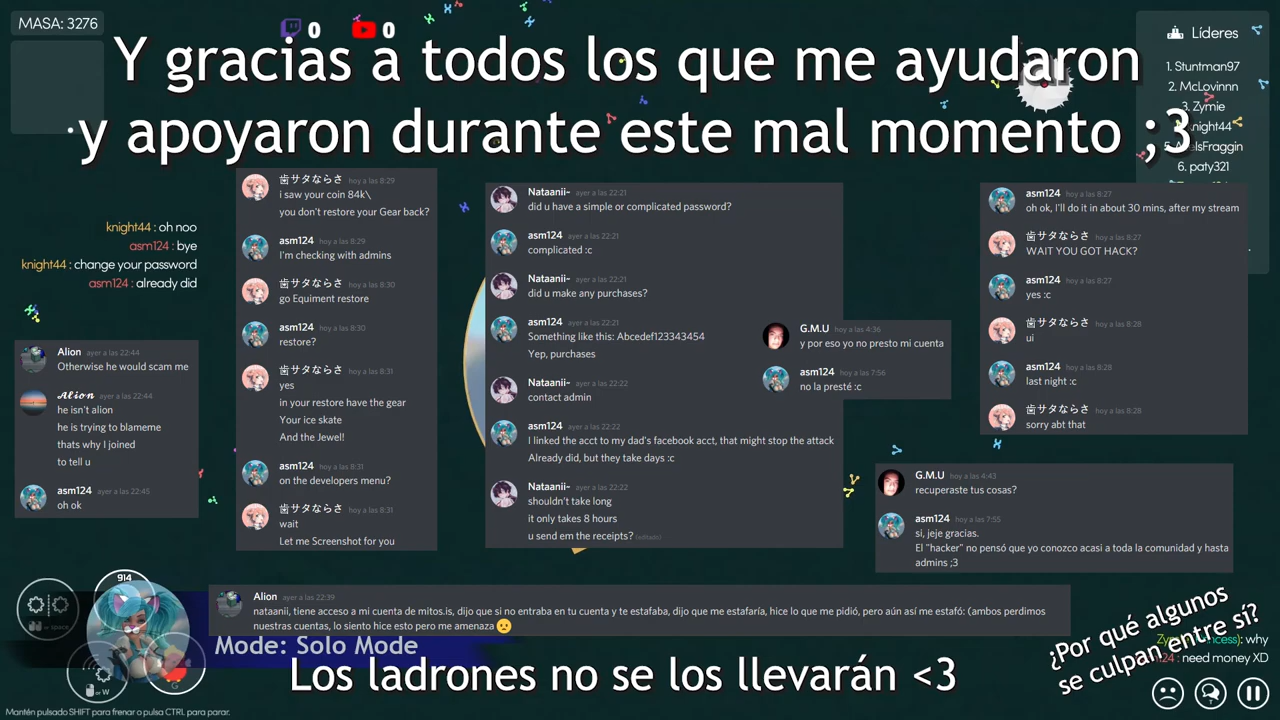 MASA: 3276
0
0
Líderes
1. Stuntman97
2. McLovinnn
3. Zymie
knight44
5. A
lsFraggin
6. paty321
Y gracias a todos los que me ayudaron
y apoyaron durante este mal momento ;3
knight44 : oh noo
asm124 : bye
knight44 : change your password
asm124 : already did
Alion ayer a las 22:44
Otherwise he would scam me
𝓐𝓵𝓲𝓸𝓷 ayer a las 22:44
he isn't alion
he is trying to blameme
thats why I joined
to tell u
asm124 ayer a las 22:45
oh ok
歯サタならさ hoy a las 8:29
i saw your coin 84k\
you don't restore your Gear back?
asm124 hoy a las 8:29
I'm checking with admins
歯サタならさ hoy a las 8:30
go Equiment restore
asm124 hoy a las 8:30
restore?
歯サタならさ hoy a las 8:31
yes
in your restore have the gear
Your ice skate
And the Jewel!
asm124 hoy a las 8:31
on the developers menu?
歯サタならさ hoy a las 8:31
wait
Let me Screenshot for you
Nataanii~ ayer a las 22:21
did u have a simple or complicated password?
asm124 ayer a las 22:21
complicated :c
Nataanii~ ayer a las 22:21
did u make any purchases?
asm124 ayer a las 22:21
Something like this: Abcedef123343454
Yep, purchases
Nataanii~ ayer a las 22:22
contact admin
asm124 ayer a las 22:22
I linked the acct to my dad's facebook acct, that might stop the attack
Already did, but they take days :c
Nataanii~ ayer a las 22:22
shouldn't take long
it only takes 8 hours
u send em the receipts? (editado)
G.M.U hoy a las 4:36
y por eso yo no presto mi cuenta
asm124 hoy a las 7:56
no la presté :c
asm124 hoy a las 8:27
oh ok, I'll do it in about 30 mins, after my stream
歯サタならさ hoy a las 8:27
WAIT YOU GOT HACK?
asm124 hoy a las 8:27
yes :c
歯サタならさ hoy a las 8:28
ui
asm124 hoy a las 8:28
last night :c
歯サタならさ hoy a las 8:28
sorry abt that
G.M.U hoy a las 4:43
recuperaste tus cosas?
asm124 hoy a las 7:55
si, jeje gracias.
El "hacker" no pensó que yo conozco acasi a toda la comunidad y hasta
admins ;3
Alion ayer a las 22:39
nataanii, tiene acceso a mi cuenta de mitos.is, dijo que si no entraba en tu cuenta y te estafaba, dijo que me estafaría, hice lo que me pidió, pero aún así me estafó: (ambos perdimos
nuestras cuentas, lo siento hice esto pero me amenaza
914
or space
or W
G
Mode: Solo Mode
Los ladrones no se los llevarán <3
¿Por qué algunos
se culpan entre sí?
cess): why
124 : need money XD
Mantén pulsado SHIFT para frenar o pulsa CTRL para parar.